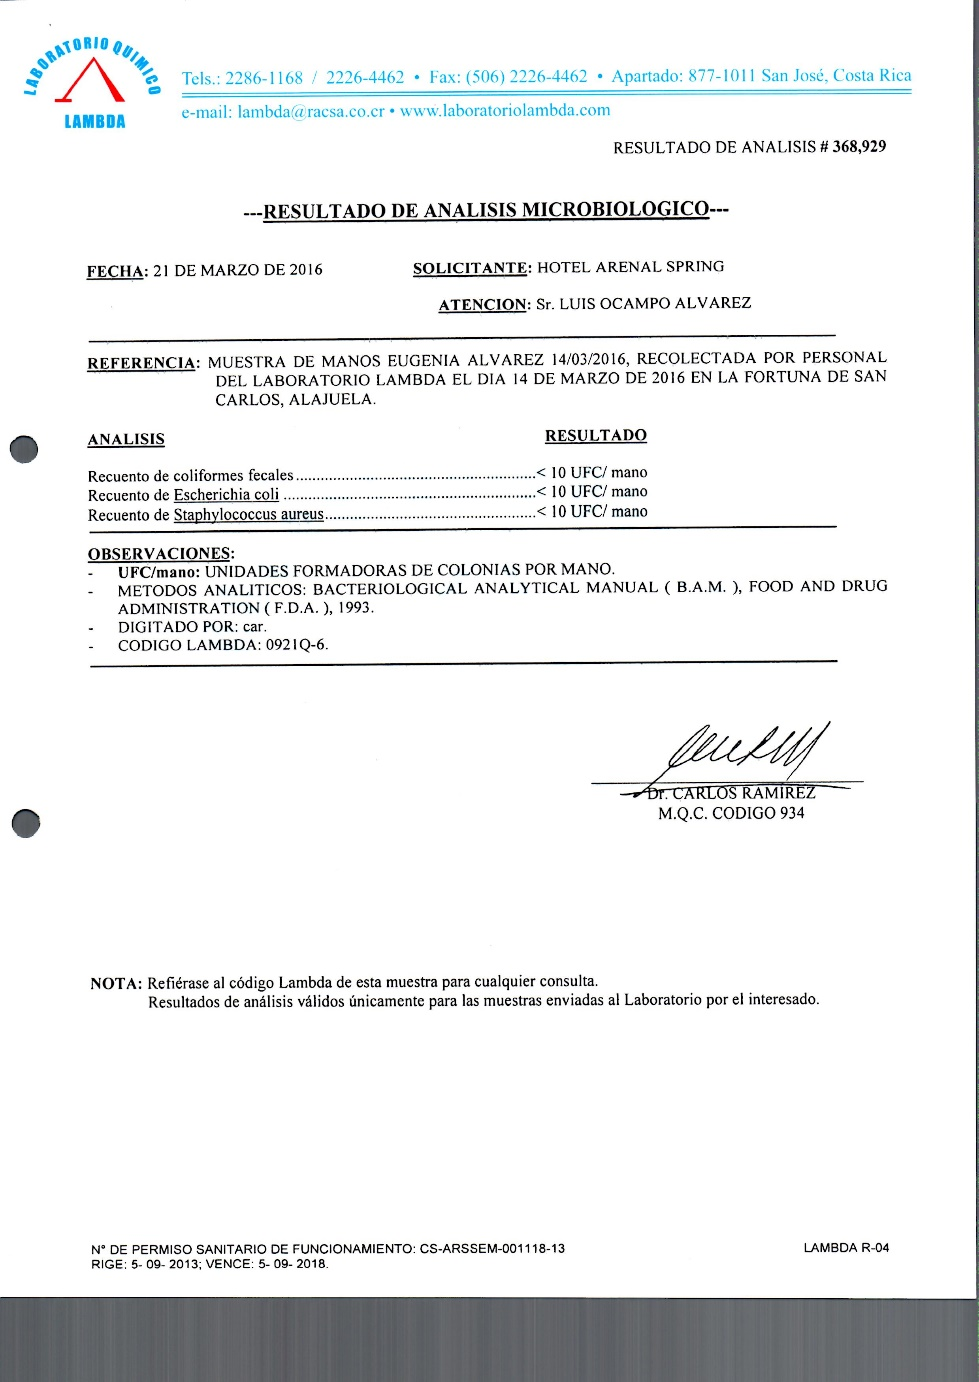 LABORATORIO QUIMICO
LAMBDA
Tels.: 2286-1168 / 2226-4462 • Fax: (506) 2226-4462 • Apartado: 877-1011 San José, Costa Rica
e-mail: lambda@racsa.co.cr • www.laboratoriolambda.com
RESULTADO DE ANALISIS # 368,929
---RESULTADO DE ANALISIS MICROBIOLOGICO---
FECHA: 21 DE MARZO DE 2016 SOLICITANTE: HOTEL ARENAL SPRING
ATENCION: Sr. LUIS OCAMPO ALVAREZ
REFERENCIA: MUESTRA DE MANOS EUGENIA ALVAREZ 14/03/2016, RECOLECTADA POR PERSONAL
DEL LABORATORIO LAMBDA EL DIA 14 DE MARZO DE 2016 EN LA FORTUNA DE SAN
CARLOS, ALAJUELA.
ANALISIS RESULTADO
Recuento de coliformes fecales......................................................< 10 UFC/ mano
Recuento de Escherichia coli .........................................................< 10 UFC/ mano
Recuento de Staphylococcus aureus................................................< 10 UFC/ mano
OBSERVACIONES:
- UFC/mano: UNIDADES FORMADORAS DE COLONIAS POR MANO.
- METODOS ANALITICOS: BACTERIOLOGICAL ANALYTICAL MANUAL ( B.A.M. ), FOOD AND DRUG
ADMINISTRATION ( F.D.A. ), 1993.
- DIGITADO POR: car.
- CODIGO LAMBDA: 0921Q-6.
Dr. CARLOS RAMIREZ
M.Q.C. CODIGO 934
NOTA: Refiérase al código Lambda de esta muestra para cualquier consulta.
Resultados de análisis válidos únicamente para las muestras enviadas al Laboratorio por el interesado.
N° DE PERMISO SANITARIO DE FUNCIONAMIENTO: CS-ARSSEM-001118-13 LAMBDA R-04
RIGE: 5- 09- 2013; VENCE: 5- 09- 2018.